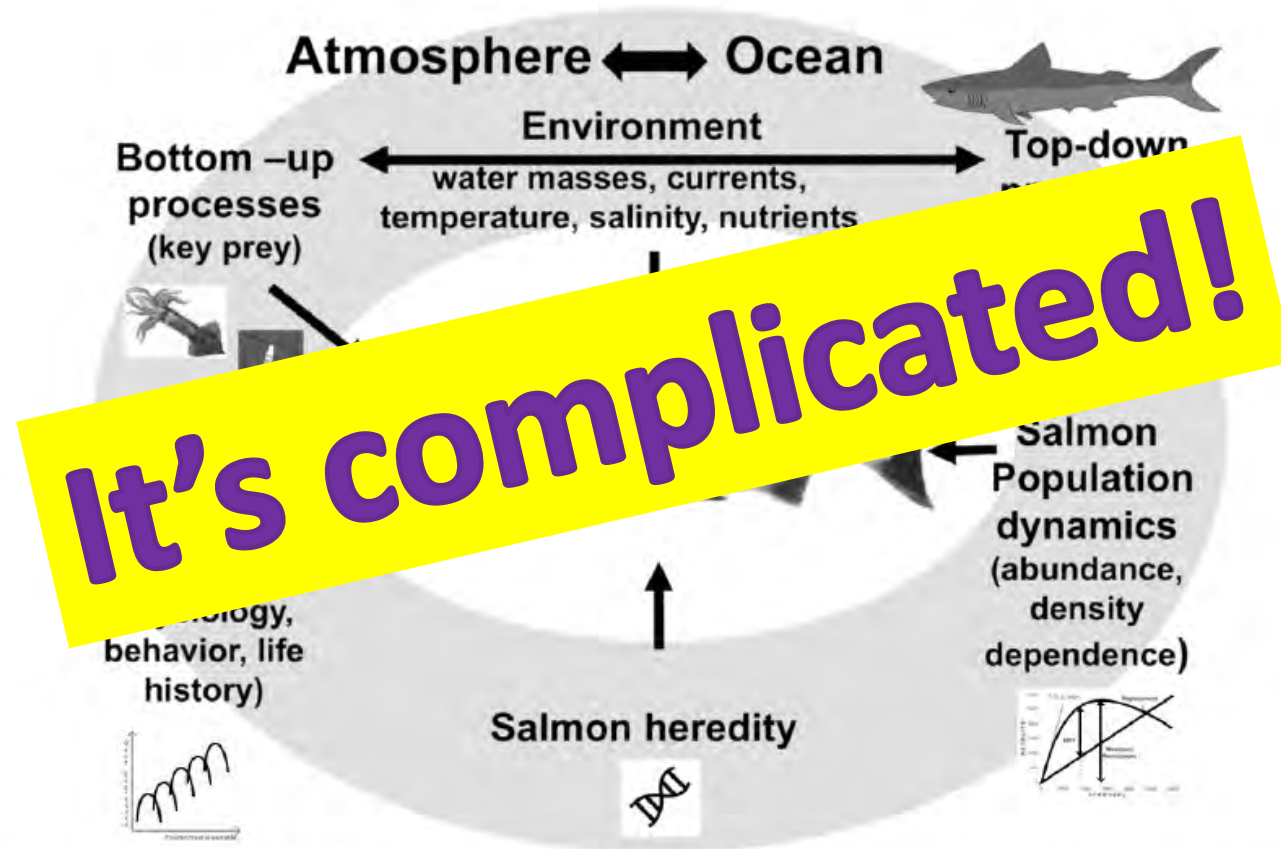 Atmosphere Ocean
Environment
Bottom –up
processes
(key prey)
water masses, currents,
temperature, salinity, nutrients
Top-down
It's complicated!
Salmon
Population
dynamics
(abundance,
density
dependence)
behavior, life
history)
Salmon heredity